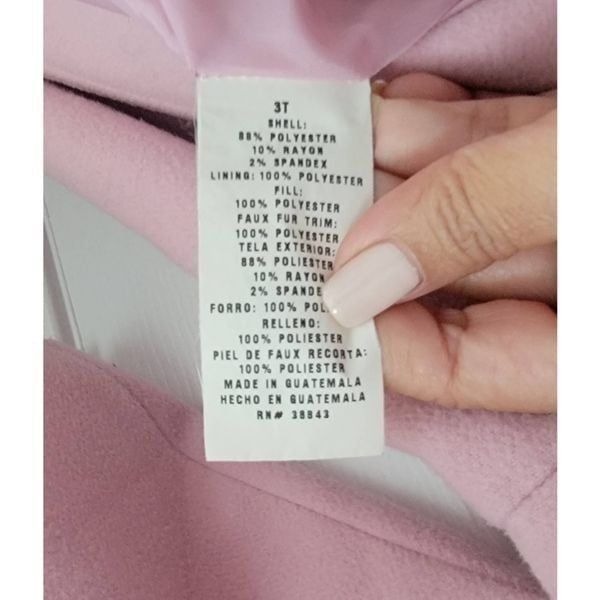 3T
SHELL:
88% POLYESTER
10% RAYON
2% SPANDEX
LINING: 100% POLYESTER
FILL:
100% POLYESTER
FAUX FUR TRIM:
100% POLYESTER
TELA EXTERIOR:
88% POLIESTER
10% RAYON
2% SPANDE
FORRO: 100% POL
RELLENO:
100% POLIESTER
PIEL DE FAUX RECORTA:
100% POLIESTER
MADE IN GUATEMALA
HECHO EN GUATEMALA
RN# 38843